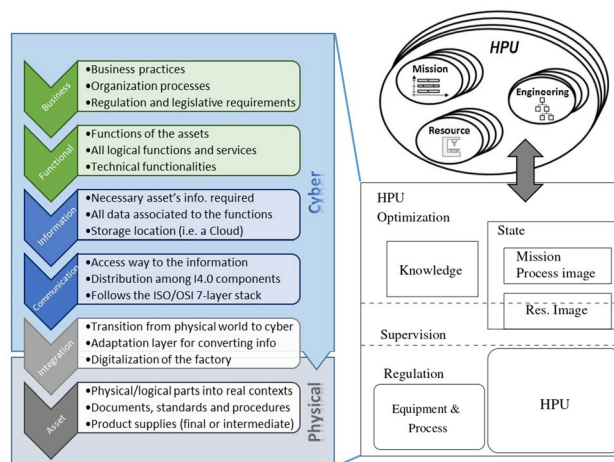 Business
•Business practices
•Organization processes
•Regulation and legislative requirements
Functional
•Functions of the assets
•All logical functions and services
•Technical functionalities
Information
•Necessary asset's info. required
•All data associated to the functions
•Storage location (i.e. a Cloud)
Communication
•Access way to the information
•Distribution among I4.0 components
•Follows the ISO/OSI 7-layer stack
Integration
•Transition from physical world to cyber
•Adaptation layer for converting info
•Digitalization of the factory
Asset
•Physical/logical parts into real contexts
•Documents, standards and procedures
•Product supplies (final or intermediate)
Cyber
Physical
HPU
Mission
Engineering
Resource
HPU
Optimization
State
Knowledge
Mission
Process image
Res. Image
Supervision
Regulation
Equipment &
Process
HPU